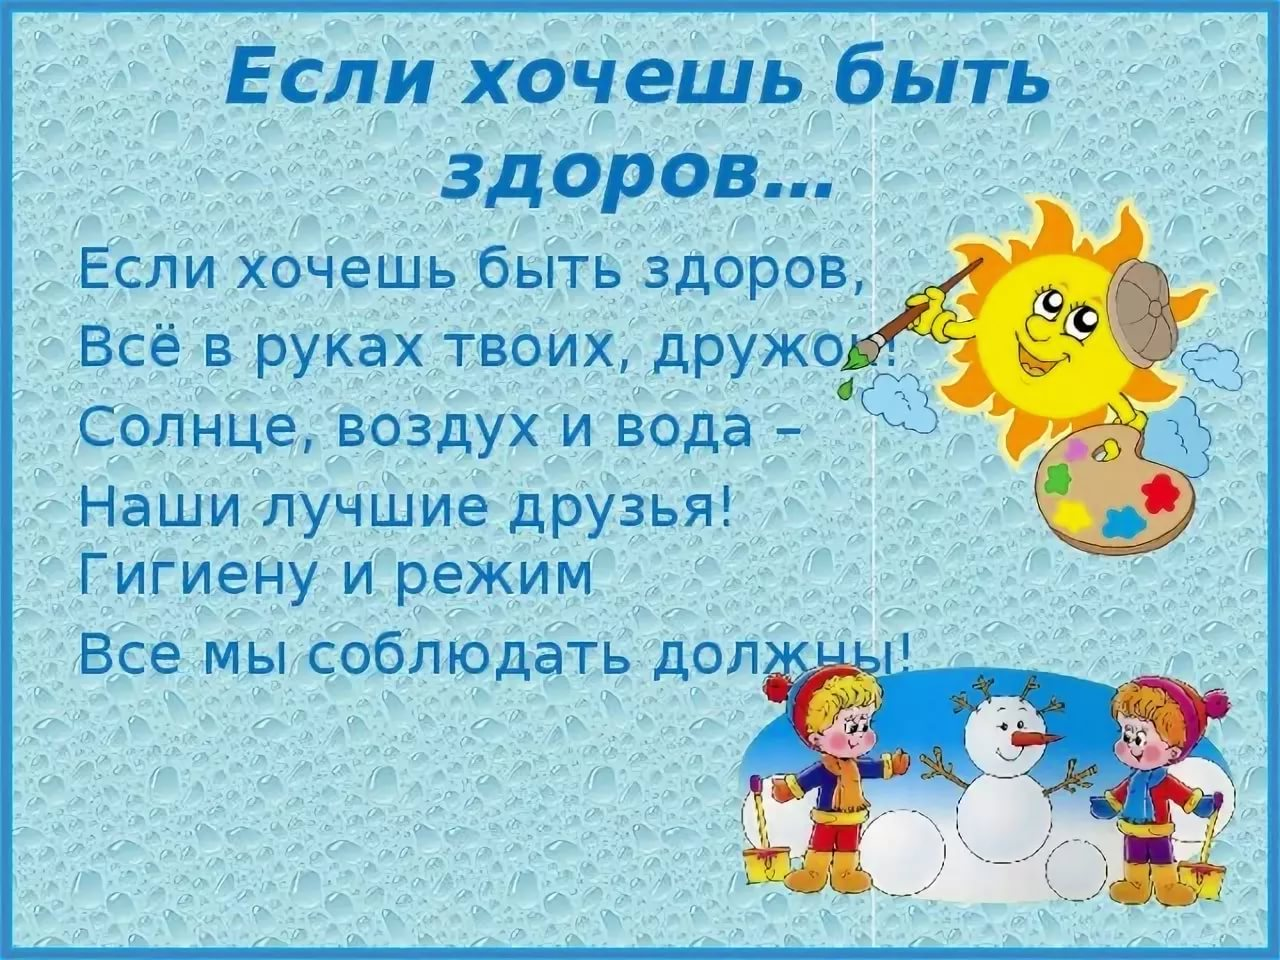 Если хочешь быть
здоров...
Если хочешь быть здоров,
Всё в руках твоих, дружок!
Солнце, воздух и вода –
Наши лучшие друзья!
Гигиену и режим
Все мы соблюдать должны!